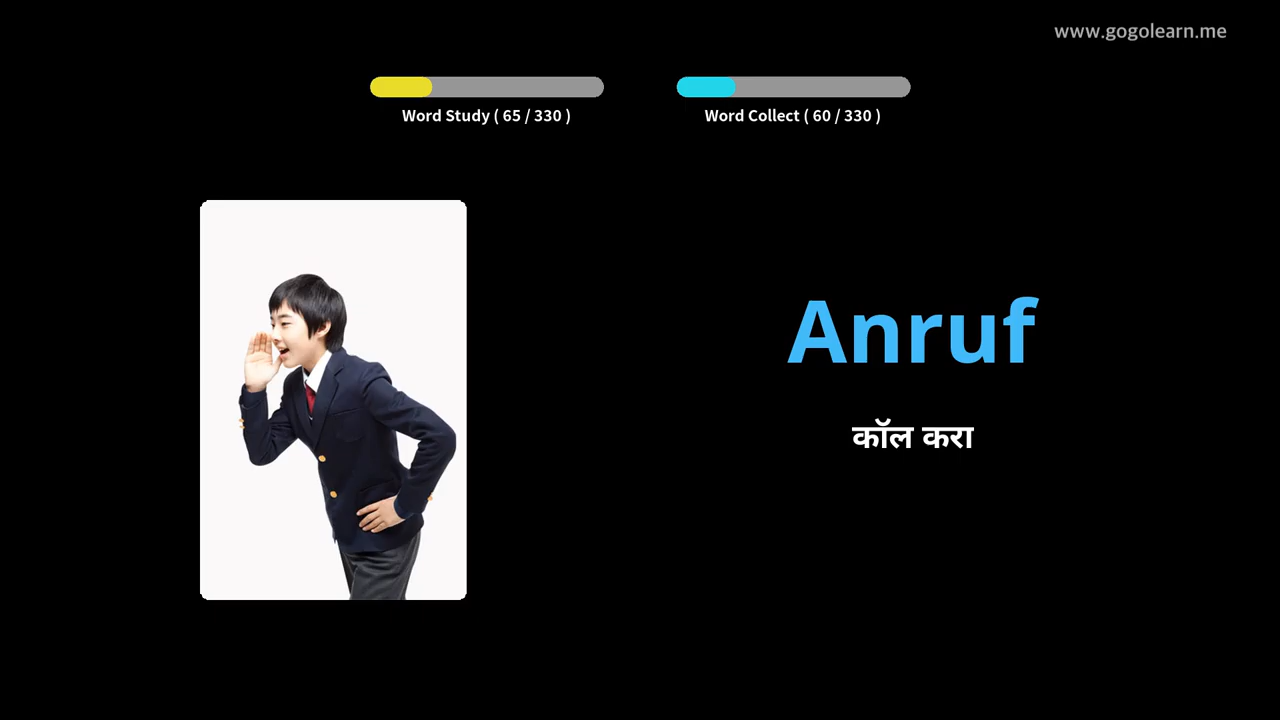 www.gogolearn.me
Word Study ( 65 / 330 )
Word Collect ( 60 / 330 )
Anruf
कॉल करा